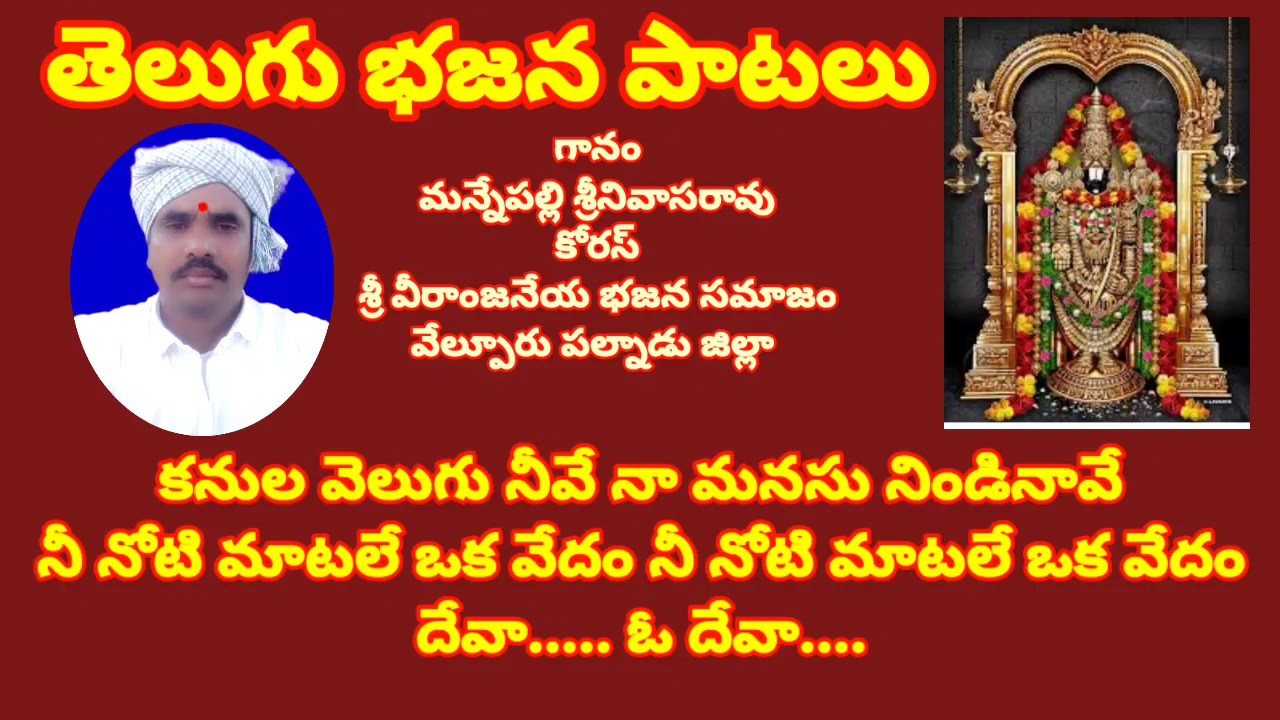 తెలుగు భజన పాటలు
గానం
మన్నేపల్లి శ్రీనివాసరావు
కోరస్
శ్రీ వీరాంజనేయ భజన సమాజం
వేల్పూరు పల్నాడు జిల్లా
కనుల వెలుగు నీవే నా మనసు నిండినావే
నీ నోటి మాటలే ఒక వేదం నీ నోటి మాటలే ఒక వేదం
దేవా..... ఓ దేవా....